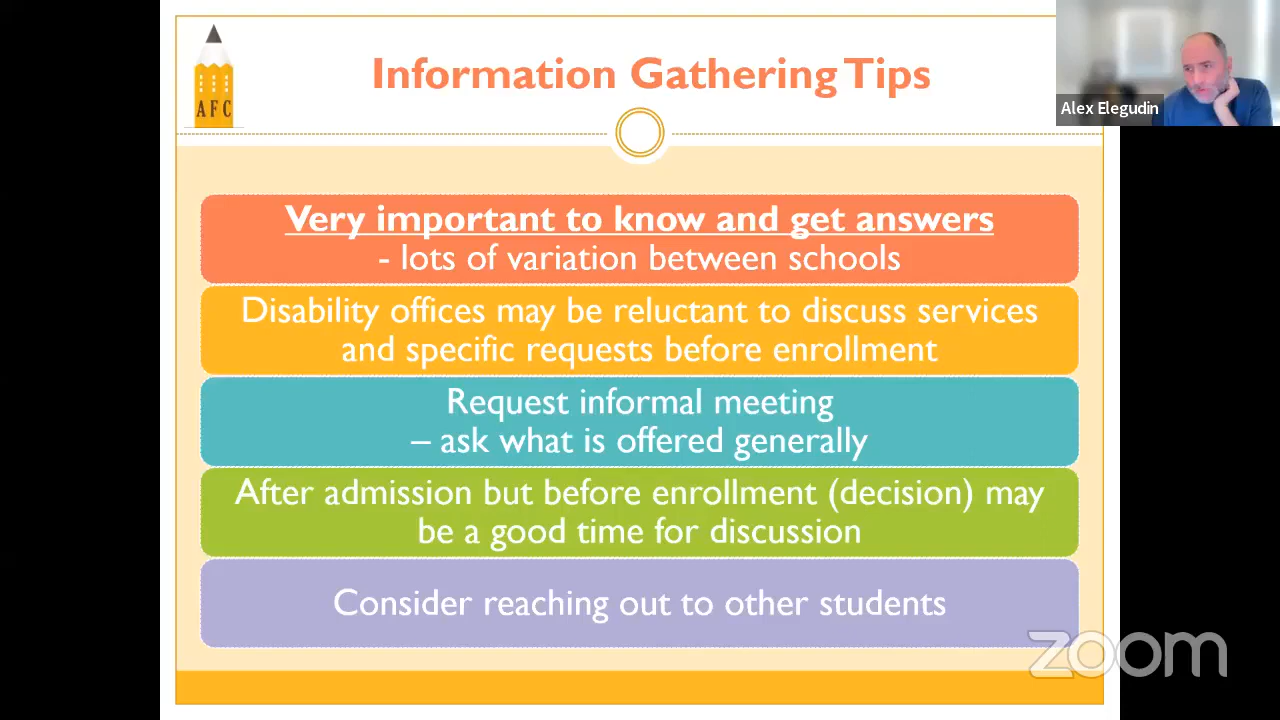 Information Gathering Tips
AFC
Alex Elegudin
Very important to know and get answers
- lots of variation between schools
Disability offices may be reluctant to discuss services
and specific requests before enrollment
Request informal meeting
– ask what is offered generally
After admission but before enrollment (decision) may
be a good time for discussion
Consider reaching out to other students
zoom